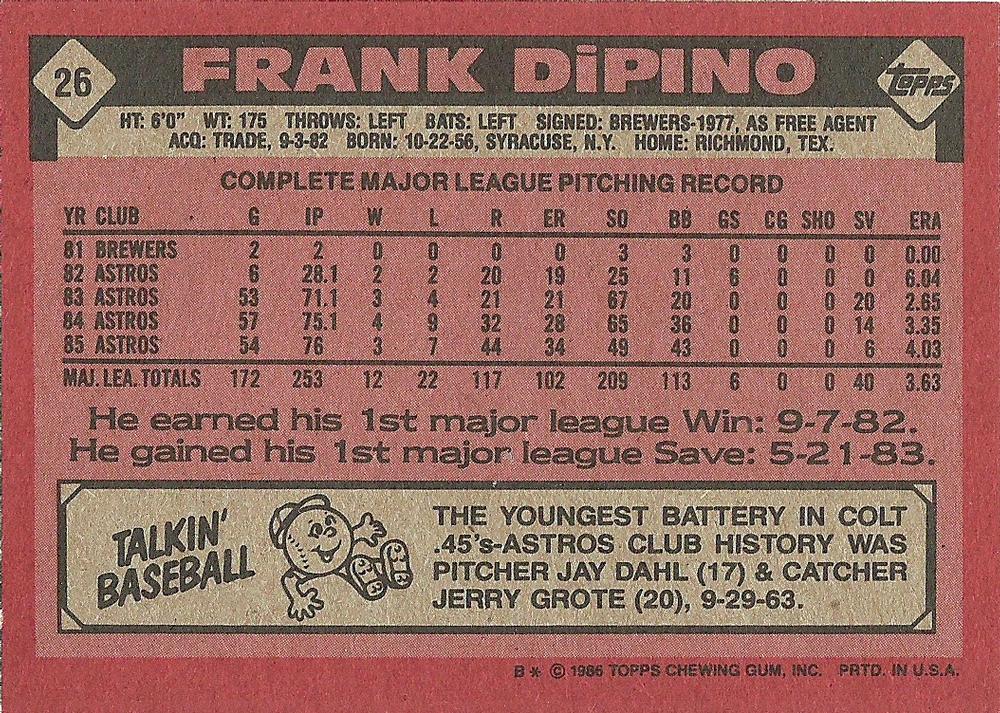 26 FRANK DiPINO Topps
HT: 6'0" WT: 175 THROWS: LEFT BATS: LEFT SIGNED: BREWERS-1977, AS FREE AGENT
ACQ: TRADE, 9-3-82 BORN: 10-22-56, SYRACUSE, N.Y. HOME: RICHMOND, TEX.
COMPLETE MAJOR LEAGUE PITCHING RECORD
YR CLUB G IP W L R ER SO BB GS CG SHO SV ERA
81 BREWERS 2 2 0 0 0 0 3 3 0 0 0 0 0.00
82 ASTROS 6 28.1 2 2 20 19 25 11 6 0 0 0 6.04
83 ASTROS 53 71.1 3 4 21 21 67 20 0 0 0 20 2.65
84 ASTROS 57 75.1 4 9 32 28 65 36 0 0 0 14 3.35
85 ASTROS 54 76 3 7 44 34 49 43 0 0 0 6 4.03
MAJ. LEA. TOTALS 172 253 12 22 117 102 209 113 6 0 0 40 3.63
He earned his 1st major league Win: 9-7-82.
He gained his 1st major league Save: 5-21-83.
TALKIN'
BASEBALL
THE YOUNGEST BATTERY IN COLT
.45's-ASTROS CLUB HISTORY WAS
PITCHER JAY DAHL (17) & CATCHER
JERRY GROTE (20), 9-29-63.
B* © 1986 TOPPS CHEWING GUM, INC. PRTD. IN U.S.A.